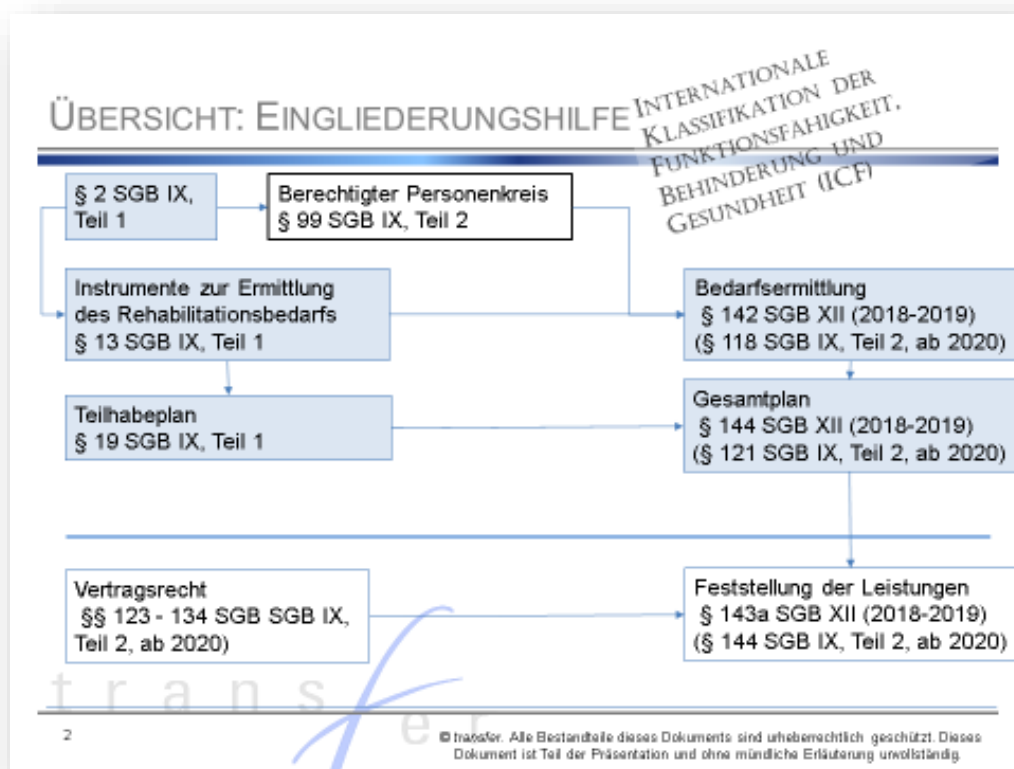 ÜBERSICHT: EINGLIEDERUNGSHILFE
INTERNATIONALE
KLASSIFIKATION DER
FUNKTIONSFÄHIGKEIT,
BEHINDERUNG UND
GESUNDHEIT (ICF)
§ 2 SGB IX,
Teil 1
Berechtigter Personenkreis
§ 99 SGB IX, Teil 2
Instrumente zur Ermittlung
des Rehabilitationsbedarfs
§ 13 SGB IX, Teil 1
Bedarfsermittlung
§ 142 SGB XII (2018-2019)
(§ 118 SGB IX, Teil 2, ab 2020)
Teilhabeplan
§ 19 SGB IX, Teil 1
Gesamtplan
§ 144 SGB XII (2018-2019)
(§ 121 SGB IX, Teil 2, ab 2020)
Vertragsrecht
§§ 123 - 134 SGB SGB IX,
Teil 2, ab 2020)
Feststellung der Leistungen
§ 143a SGB XII (2018-2019)
(§ 144 SGB IX, Teil 2, ab 2020)
transfer
2
© transfer. Alle Bestandteile dieses Dokuments sind urheberrechtlich geschützt. Dieses
Dokument ist Teil der Präsentation und ohne mündliche Erläuterung unvollständig.